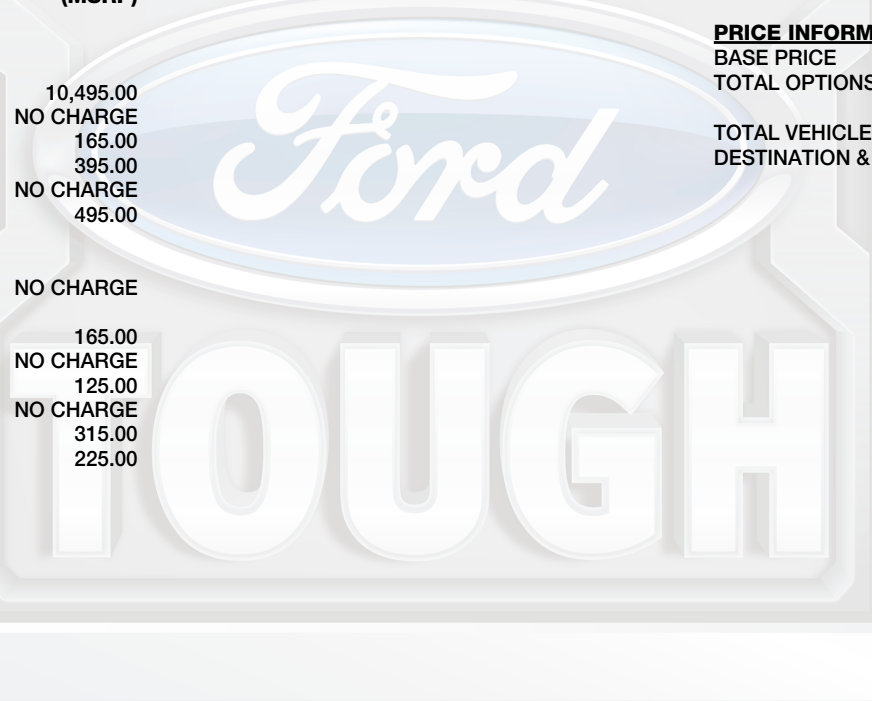 (MSRP)
10,495.00
NO CHARGE
165.00
395.00
NO CHARGE
495.00
NO CHARGE
165.00
NO CHARGE
125.00
NO CHARGE
315.00
225.00
PRICE INFORM
BASE PRICE
TOTAL OPTIONS
TOTAL VEHICLE
DESTINATION &
Ford
TOUGH